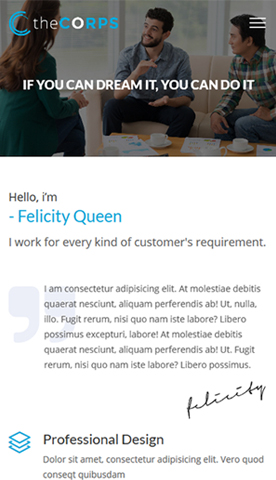 theCORPS
IF YOU CAN DREAM IT, YOU CAN DO IT
Hello, i'm
- Felicity Queen
I work for every kind of customer's requirement.
I am consectetur adipisicing elit. At molestiae debitis
quaerat nesciunt, aliquam perferendis ab! Ut, nulla,
illo. Fugit rerum, nisi quo nam iste labore? Libero
possimus excepturi, labore! At molestiae debitis
quaerat nesciunt, aliquam perferendis ab! Ut. Fugit
rerum, nisi quo nam iste labore? Libero possimus.
felicity
Professional Design
Dolor sit amet, consectetur adipisicing elit. Vero quod
conseqt quibusdam